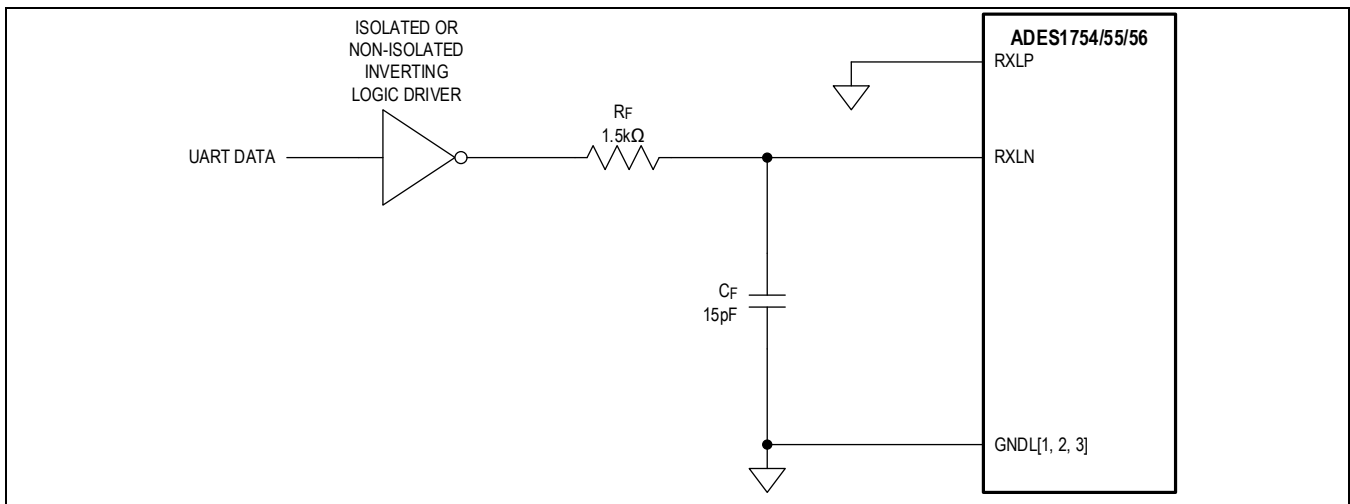 ISOLATED OR
NON-ISOLATED
INVERTING
LOGIC DRIVER
ADES1754/55/56
RXLP
RF
1.5kΩ
UART DATA
RXLN
CF
15pF
GNDL[1, 2, 3]